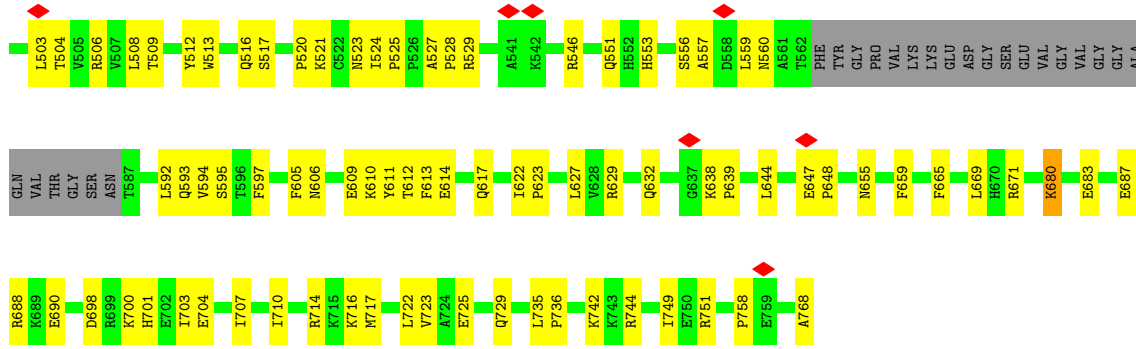 L503 T504 V505 R506 V507 L508 T509 Y512 W513 Q516 S517 P520 K521 C522 N523 I524 P525 P526 A527 P528 R529 A541 K542 R546 Q551 H552 H553 S556 A557 D558 L559 N560 A561 T562 PHE TYR GLY PRO VAL LYS LYS GLU ASP GLY SER GLU VAL GLY VAL GLY GLY ALA
GLN VAL THR GLY SER ASN T587 L592 Q593 V594 S595 T596 F597 F605 N606 E609 K610 Y611 T612 F613 E614 Q617 I622 P623 L627 V628 R629 Q632 G637 K638 P639 L644 E647 P648 N655 F659 F665 L669 H670 R671 K680 E683 E687
R688 K689 E690 D698 R699 K700 H701 E702 I703 E704 I707 I710 R714 K715 K716 M717 L722 V723 A724 E725 Q729 L735 P736 K742 K743 R744 I749 E750 R751 P758 E759 A768